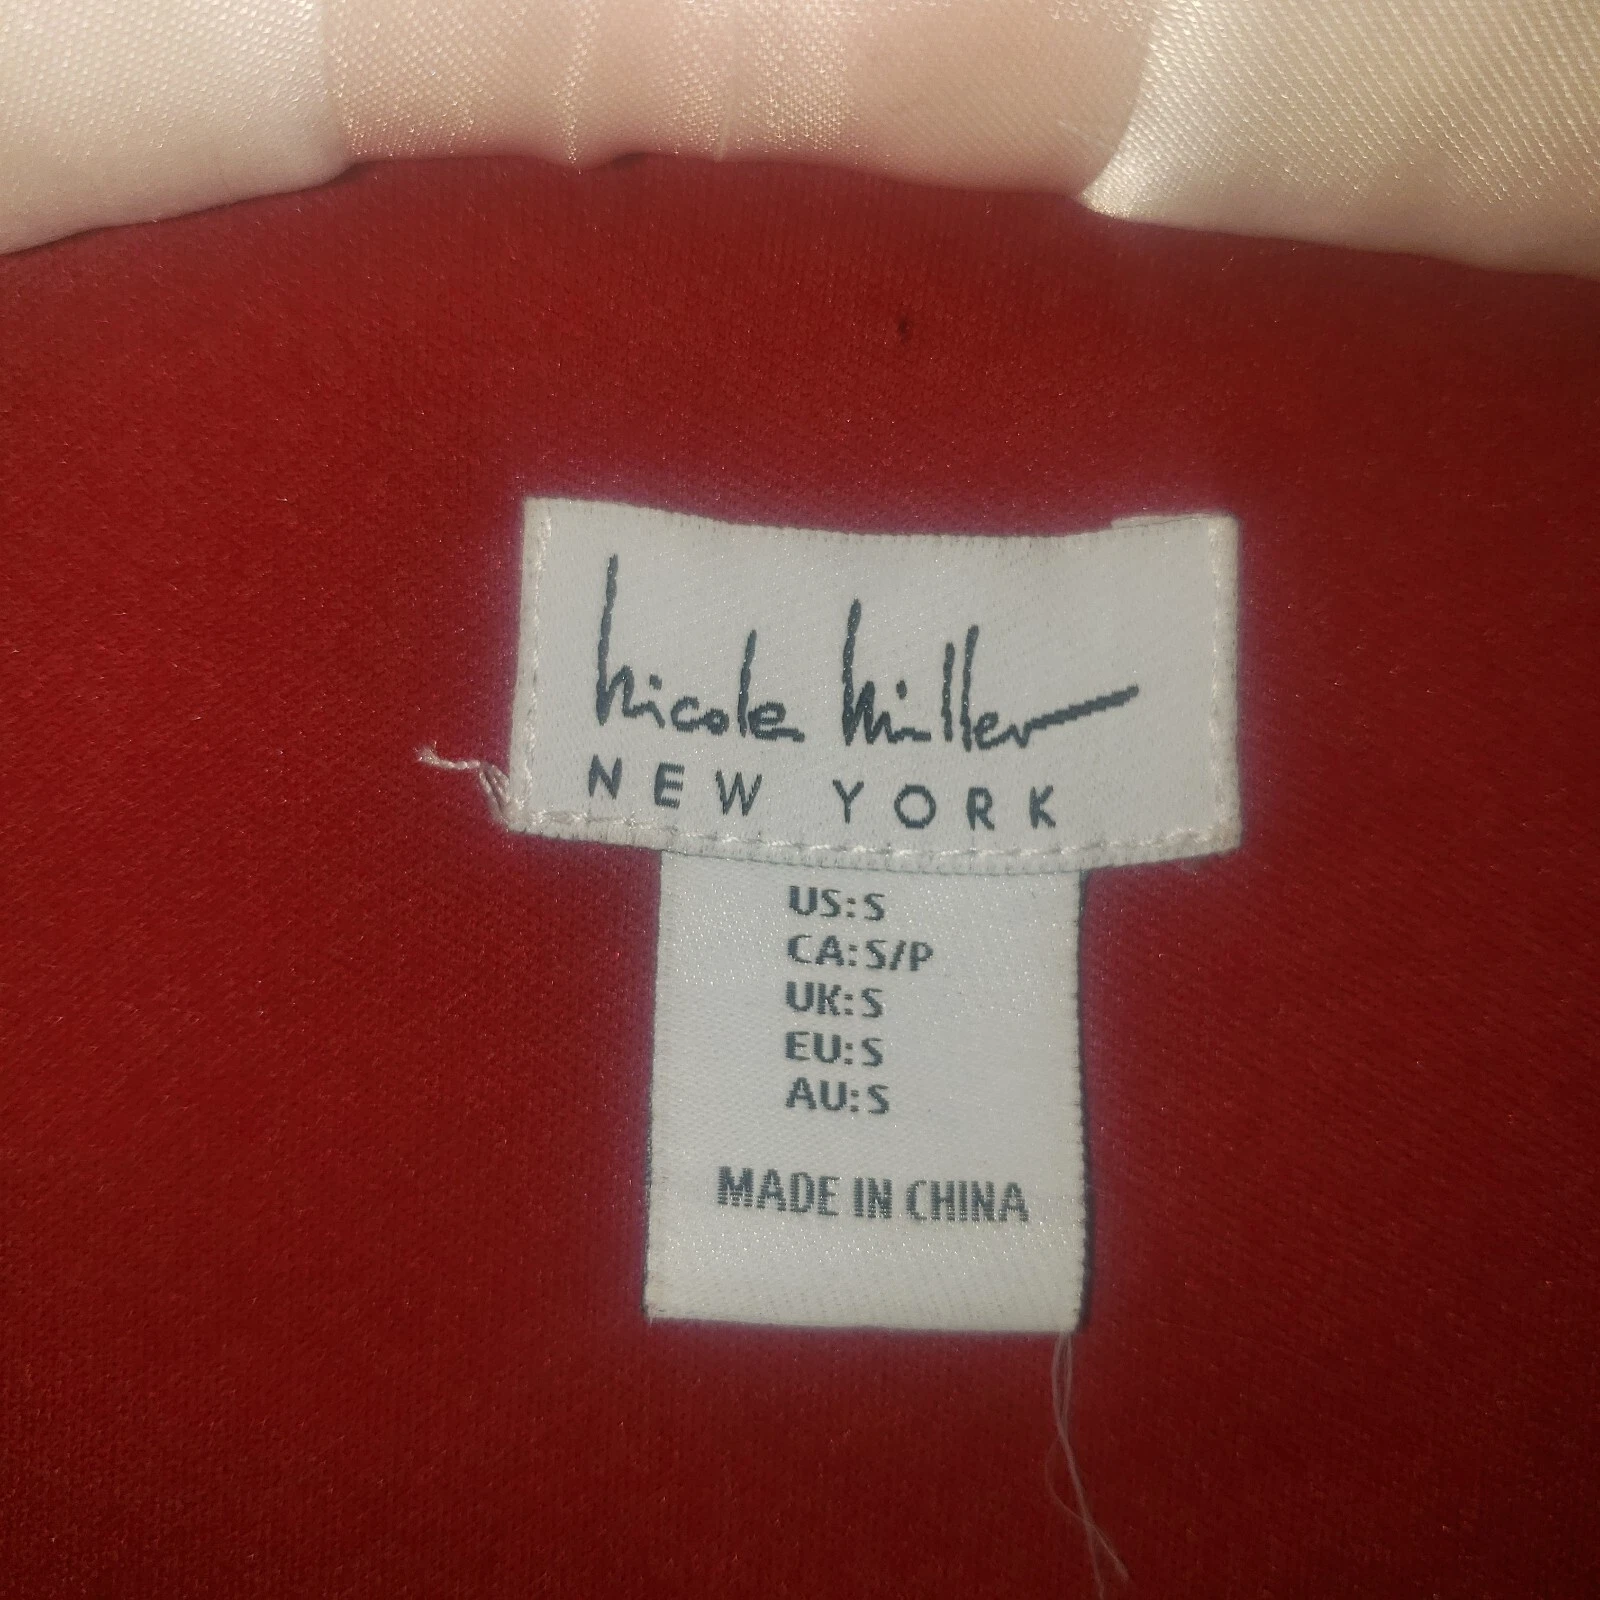 Nicole Miller
NEW YORK
US:S
CA:S/P
UK:S
EU:S
AU:S
MADE IN CHINA